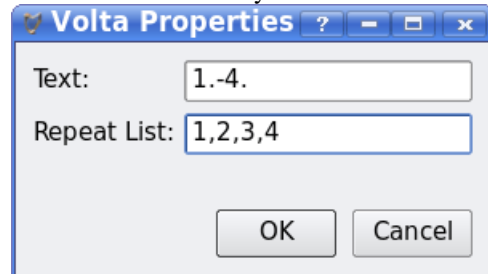 Volta Properties
Text: 1.-4.
Repeat List: 1,2,3,4
OK Cancel